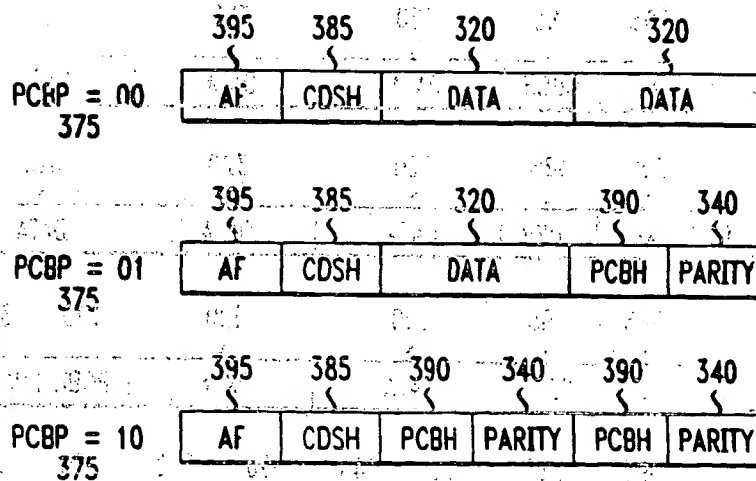 395 385 320 320
PCBP = 00 AF CDSH DATA DATA
375
395 385 320 390 340
PCBP = 01 AF CDSH DATA PCBH PARITY
375
395 385 390 340 390 340
PCBP = 10 AF CDSH PCBH PARITY PCBH PARITY
375